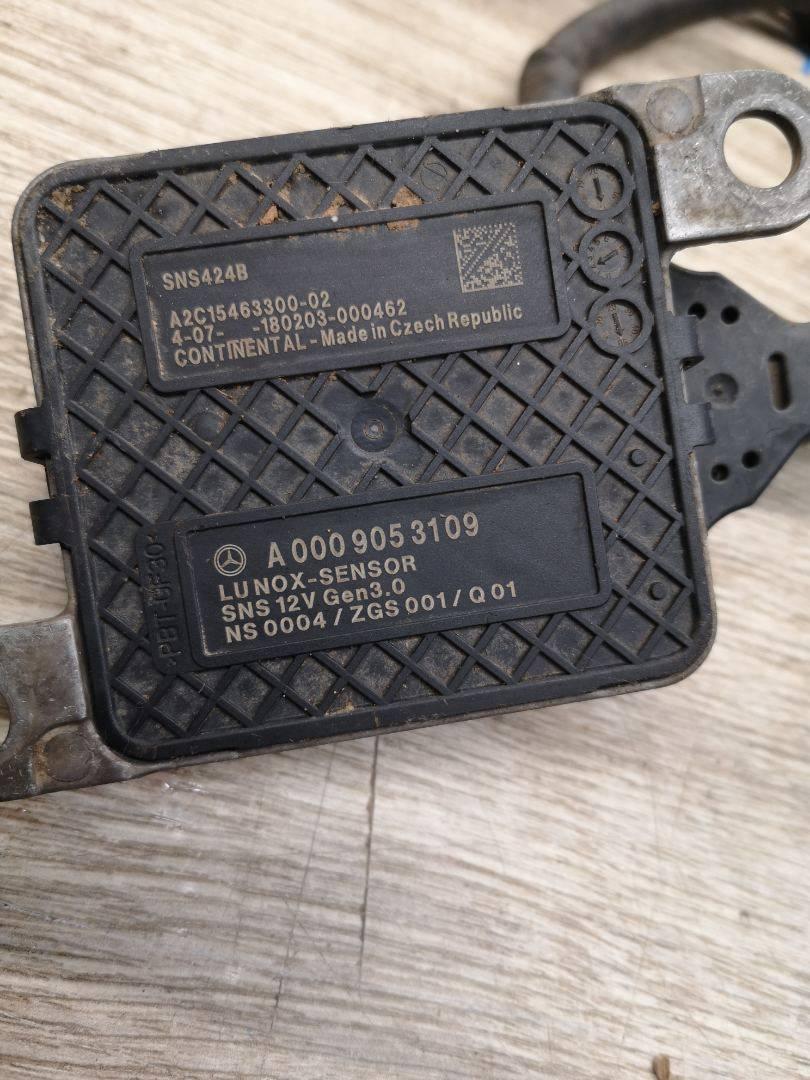 SNS424B
A2C15463300-02
4-07- -180203-000462
CONTINENTAL - Made in Czech Republic
A 000 905 3109
LU NOX-SENSOR
SNS 12V Gen3.0
NS 0004 / ZGS 001 / Q 01
>PBT-GF30<